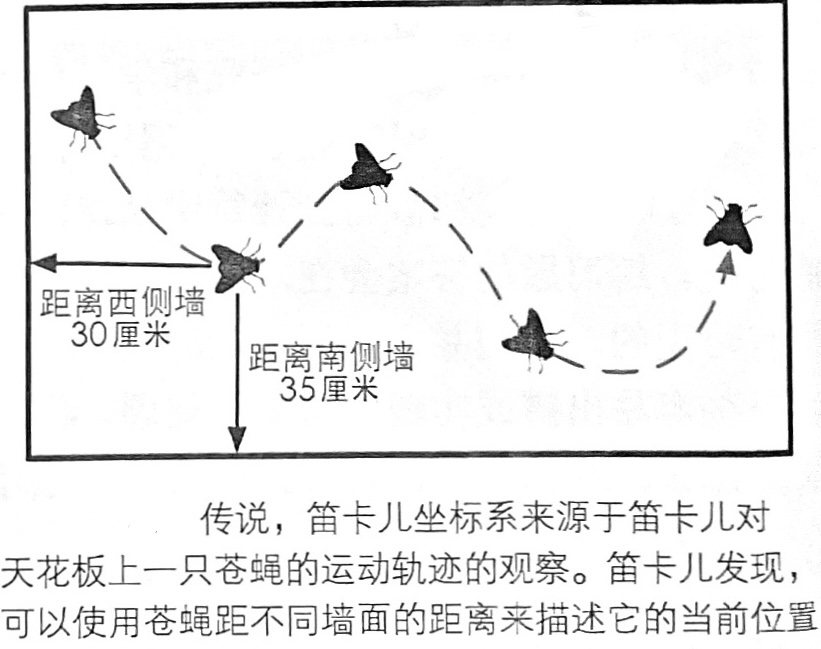 距离西侧墙
30厘米
距离南侧墙
35厘米
传说，笛卡儿坐标系来源于笛卡儿对
天花板上一只苍蝇的运动轨迹的观察。笛卡儿发现，
可以使用苍蝇距不同墙面的距离来描述它的当前位置